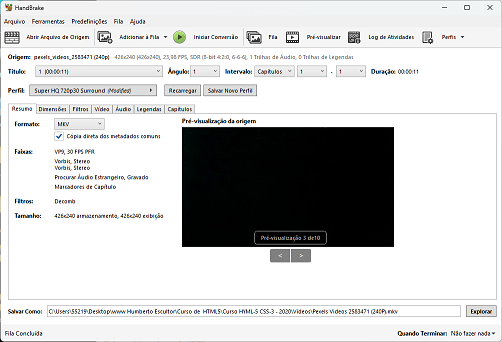 HandBrake
Arquivo Ferramentas Predefinições Fila Ajuda
Abrir Arquivo de Origem Adicionar à Fila Iniciar Conversão Fila Pré-visualizar Log de Atividades Perfis
Origem: pexels_videos_2583471 (240p) 426x240 (426x240), 23,98 FPS, SDR (8-bit 4:2:0, 6-6-6), 1 Trilhas de Áudio, 0 Trilhas de Legendas
Título: 1 (00:00:11) Ângulo: 1 Intervalo: Capítulos 1 - 1 Duração: 00:00:11
Perfil: Super HQ 720p30 Surround (Modified) Recarregar Salvar Novo Perfil
Resumo Dimensões Filtros Vídeo Áudio Legendas Capítulos
Formato: MKV
Cópia direta dos metadados comuns
Faixas: VP9, 30 FPS PFR
Vorbis, Stereo
Vorbis, Stereo
Procurar Áudio Estrangeiro, Gravado
Marcadores de Capítulo
Filtros: Decomb
Tamanho: 426x240 armazenamento, 426x240 exibição
Pré-visualização da origem
Pré-visualização 3 de10
< >
Salvar Como: C:\Users\55219\Desktop\www Humberto Escultor\Curso de HTML5\Curso HYML-5 CSS-3 - 2020\Videos\Pexels Videos 2583471 (240P).mkv Explorar
Fila Concluída Quando Terminar: Não fazer nada